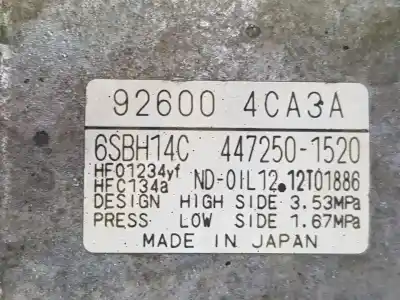 92600 4CA3A
6SBH14C 447250-1520
HFO1234yf
HFC134a ND-OIL12.12T01886
DESIGN HIGH SIDE 3.53MPa
PRESS LOW SIDE 1.67MPa
MADE IN JAPAN